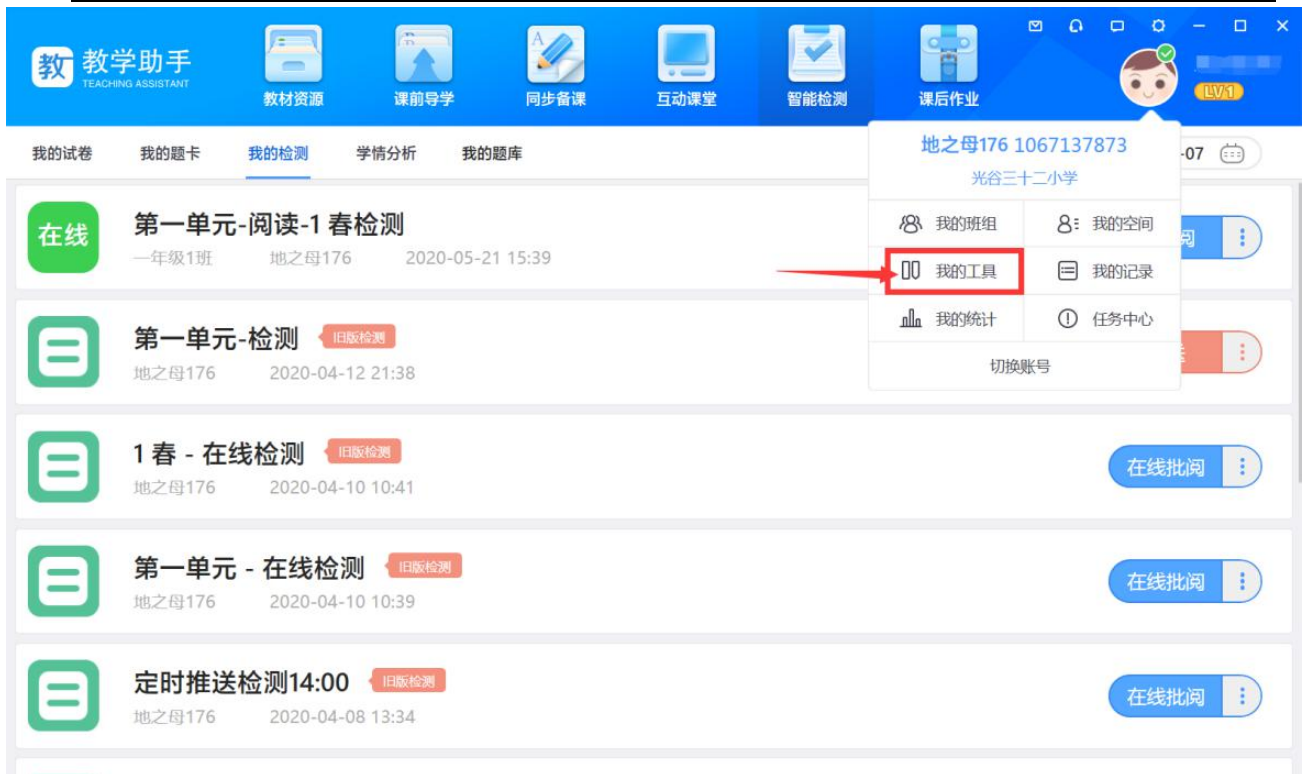 教 教学助手
TEACHING ASSISTANT
教材资源 课前导学 同步备课 互动课堂 智能检测 课后作业
LV1
我的试卷 我的题卡 我的检测 学情分析 我的题库
-07
地之母176 1067137873
光谷三十二小学
我的班组 我的空间
我的工具 我的记录
我的统计 任务中心
切换账号
在线 第一单元-阅读-1 春检测
一年级1班 地之母176 2020-05-21 15:39
第一单元-检测 旧版检测
地之母176 2020-04-12 21:38
1 春 - 在线检测 旧版检测
地之母176 2020-04-10 10:41
在线批阅
第一单元 - 在线检测 旧版检测
地之母176 2020-04-10 10:39
在线批阅
定时推送检测14:00 旧版检测
地之母176 2020-04-08 13:34
在线批阅